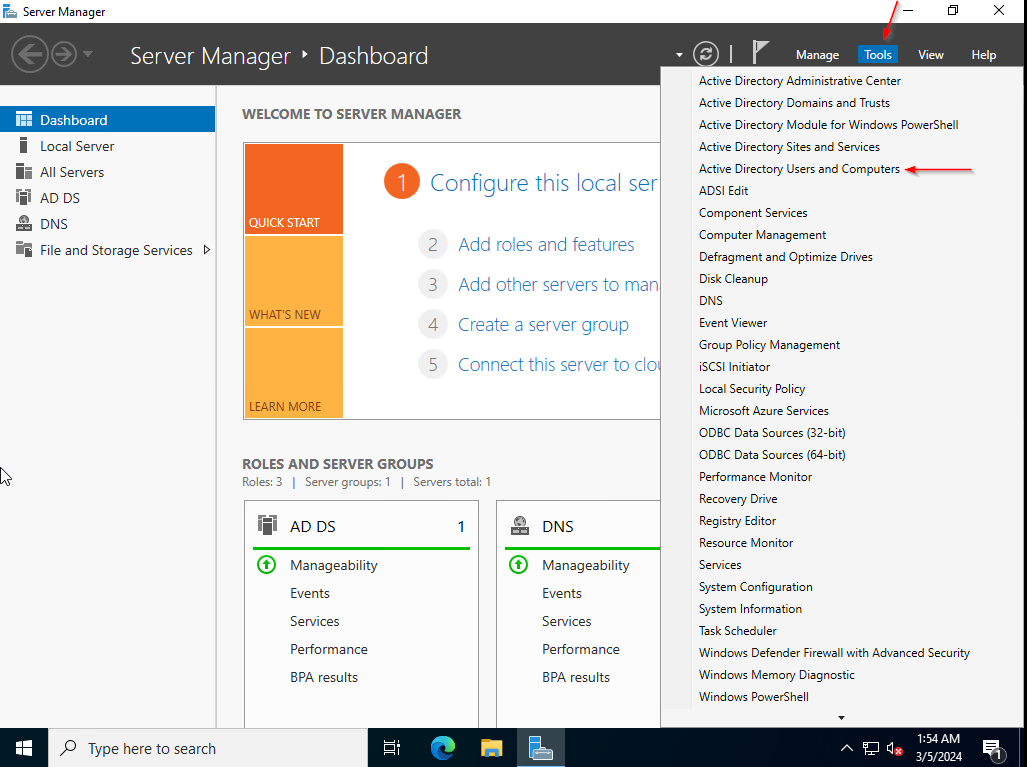 Server Manager
Server Manager ‣ Dashboard
Manage Tools View Help
Dashboard
Local Server
All Servers
AD DS
DNS
File and Storage Services
WELCOME TO SERVER MANAGER
QUICK START
WHAT'S NEW
LEARN MORE
1 Configure this local ser
2 Add roles and features
3 Add other servers to mana
4 Create a server group
5 Connect this server to clou
ROLES AND SERVER GROUPS
Roles: 3 | Server groups: 1 | Servers total: 1
AD DS 1
Manageability
Events
Services
Performance
BPA results
DNS
Manageability
Events
Services
Performance
BPA results
Active Directory Administrative Center
Active Directory Domains and Trusts
Active Directory Module for Windows PowerShell
Active Directory Sites and Services
Active Directory Users and Computers
ADSI Edit
Component Services
Computer Management
Defragment and Optimize Drives
Disk Cleanup
DNS
Event Viewer
Group Policy Management
iSCSI Initiator
Local Security Policy
Microsoft Azure Services
ODBC Data Sources (32-bit)
ODBC Data Sources (64-bit)
Performance Monitor
Recovery Drive
Registry Editor
Resource Monitor
Services
System Configuration
System Information
Task Scheduler
Windows Defender Firewall with Advanced Security
Windows Memory Diagnostic
Windows PowerShell
Type here to search
1:54 AM
3/5/2024
1